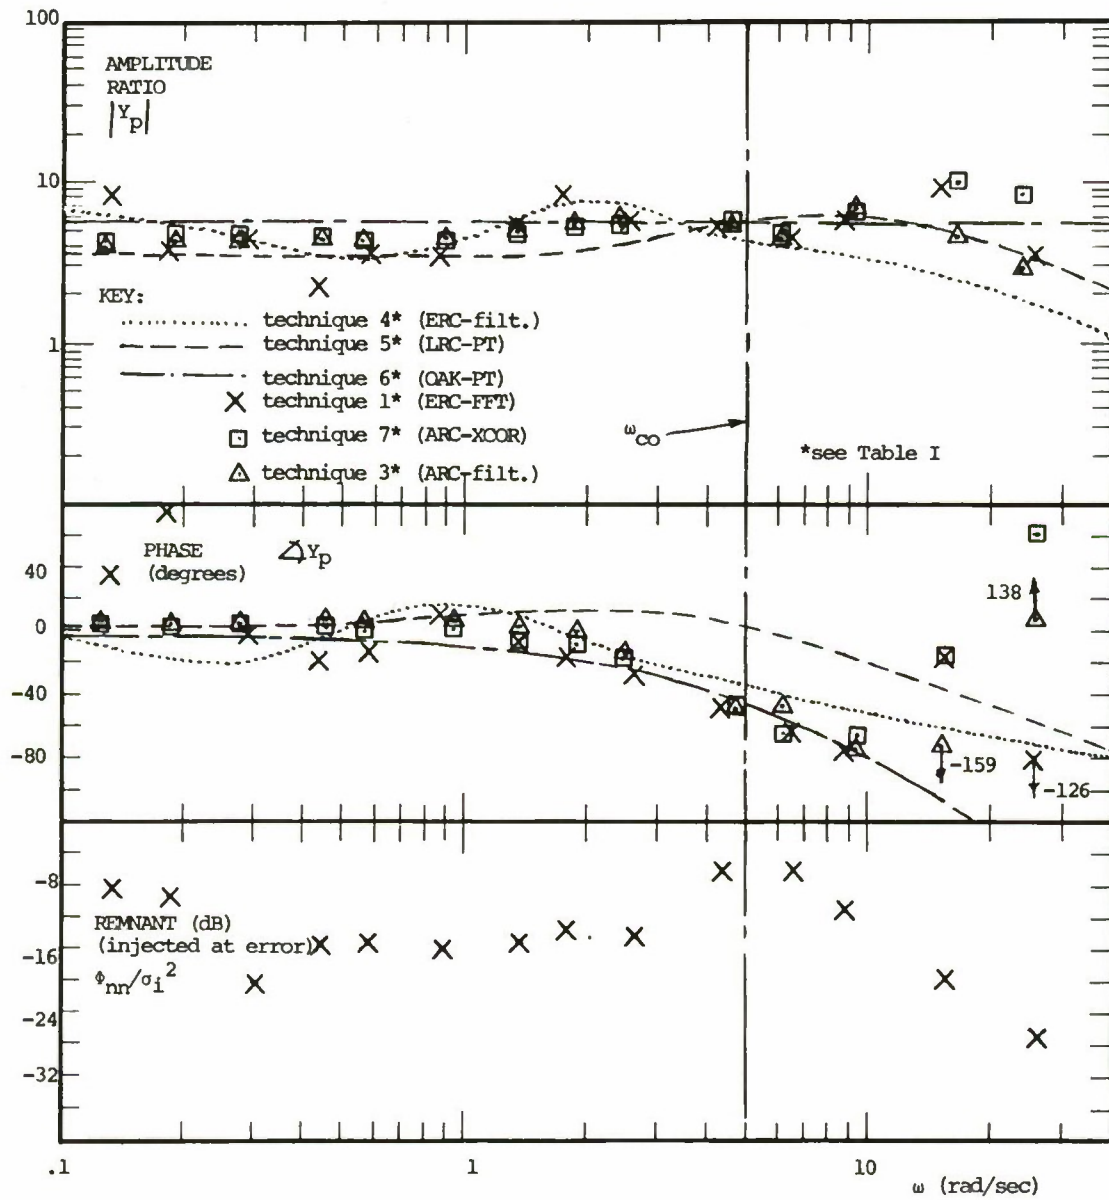 100
AMPLITUDE
RATIO
|Yp|
10
KEY:
technique 4* (ERC-filt.)
technique 5* (LRC-PT)
1
technique 6* (OAK-PT)
technique 1* (ERC-FFT)
technique 7* (ARC-XCOR)
technique 3* (ARC-filt.)
ωco
*see Table I
PHASE
(degrees)
Yp
40
0
-40
-80
138
-159
-126
-8
REMNANT (dB)
(injected at error)
-16
Φnn/σi²
-24
-32
.1
1
10
ω (rad/sec)